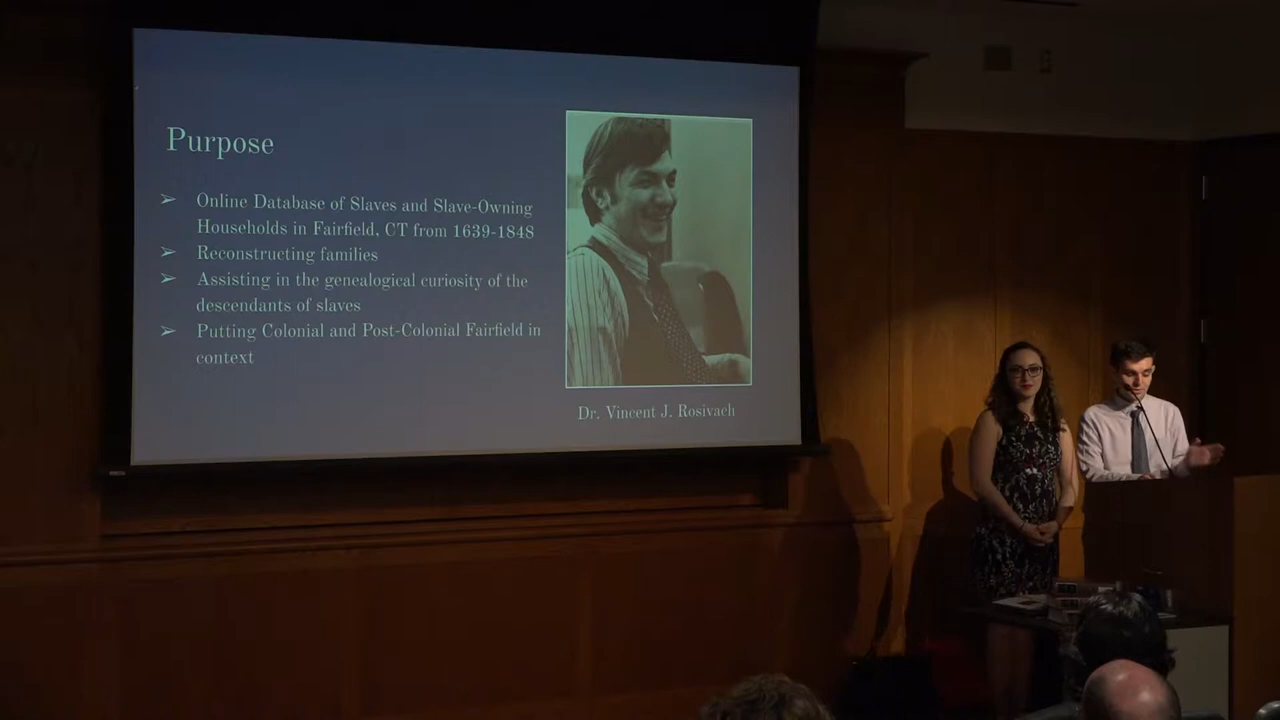 Purpose
➢ Online Database of Slaves and Slave-Owning
Households in Fairfield, CT from 1639-1848
➢ Reconstructing families
➢ Assisting in the genealogical curiosity of the
descendants of slaves
➢ Putting Colonial and Post-Colonial Fairfield in
context
Dr. Vincent J. Rosivach